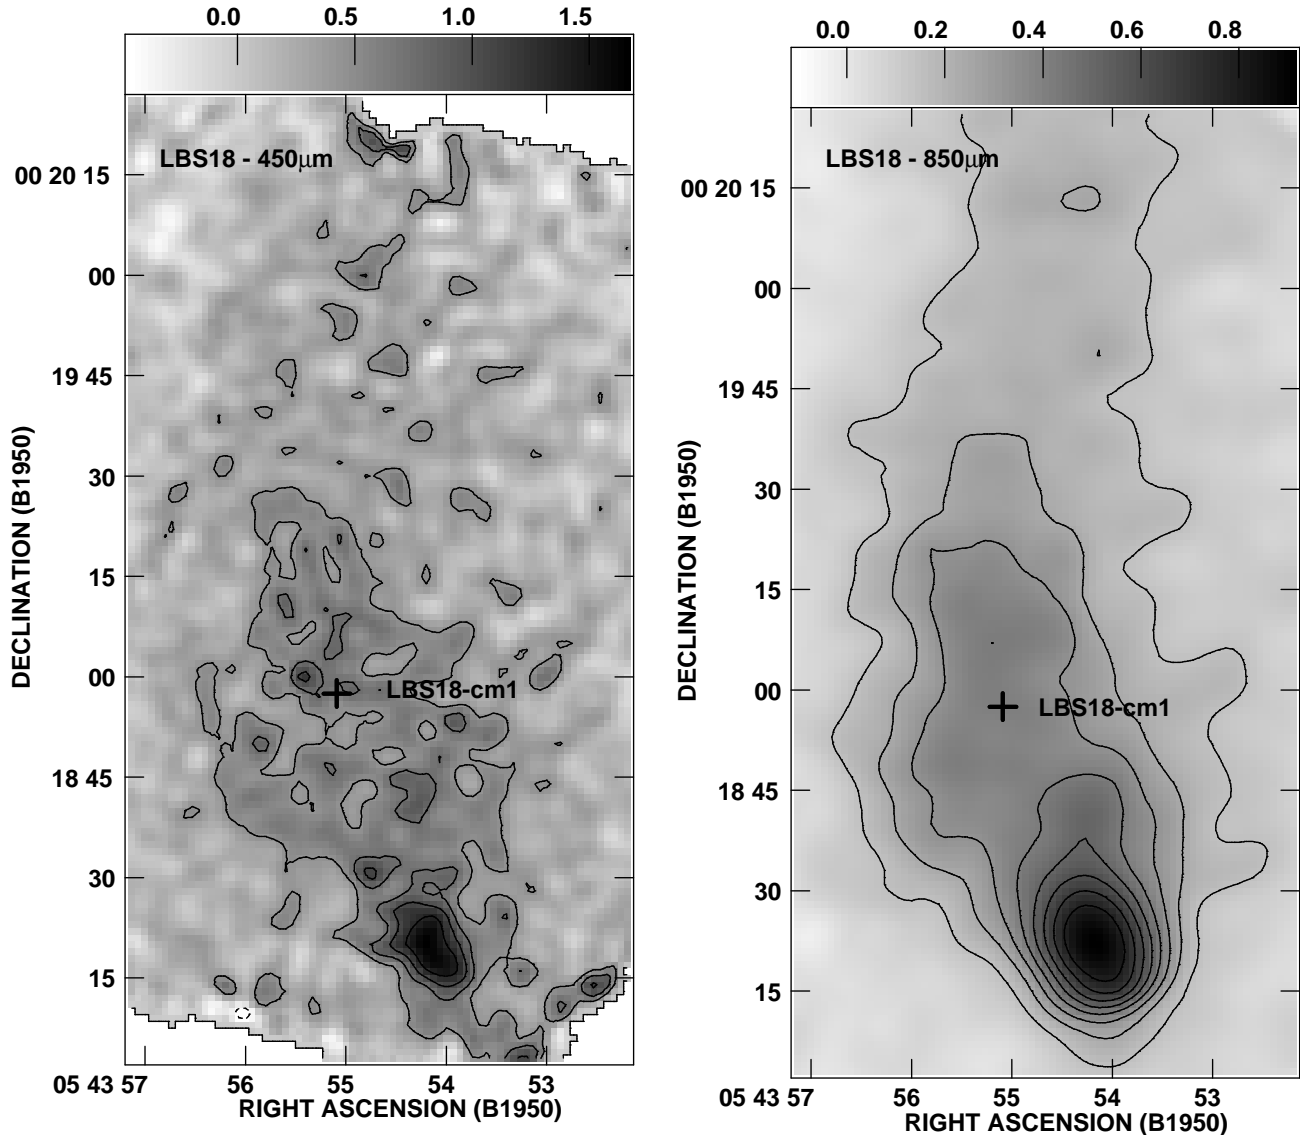 0.0 0.5 1.0 1.5
LBS18 - 450μm
00 20 15
00
19 45
30
15
00
18 45
30
15
LBS18-cm1
DECLINATION (B1950)
05 43 57 56 55 54 53
RIGHT ASCENSION (B1950)
0.0 0.2 0.4 0.6 0.8
LBS18 - 850μm
00 20 15
00
19 45
30
15
00
18 45
30
15
LBS18-cm1
DECLINATION (B1950)
05 43 57 56 55 54 53
RIGHT ASCENSION (B1950)